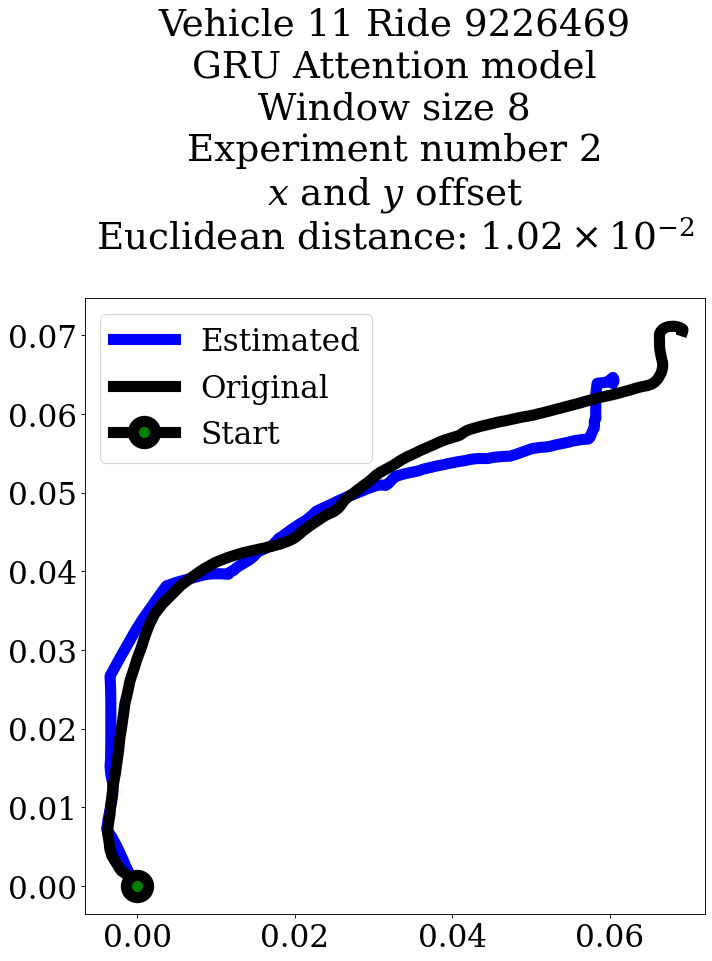 Vehicle 11 Ride 9226469
GRU Attention model
Window size 8
Experiment number 2
x and y offset
Euclidean distance: 1.02 × 10⁻²
Estimated
Original
Start
0.07
0.06
0.05
0.04
0.03
0.02
0.01
0.00
0.00 0.02 0.04 0.06